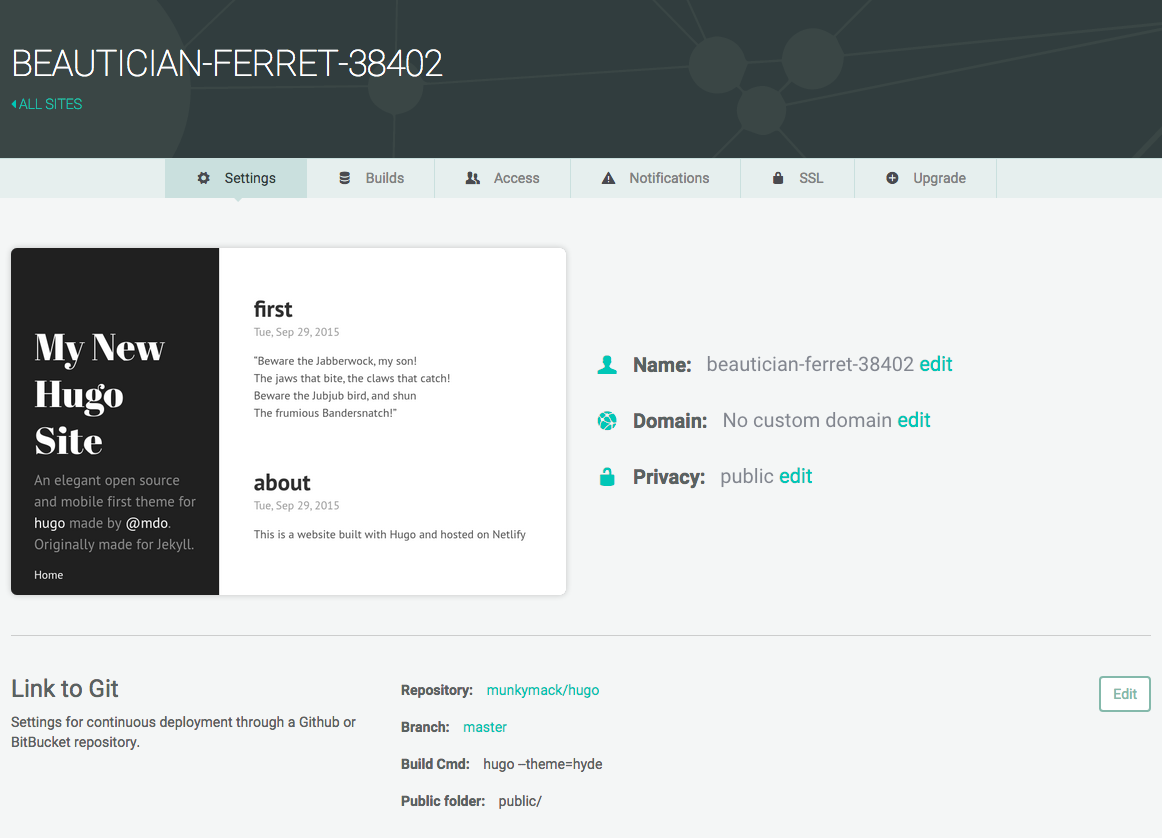 BEAUTICIAN-FERRET-38402
ALL SITES
Settings
Builds
Access
Notifications
SSL
Upgrade
My New
Hugo
Site
An elegant open source
and mobile first theme for
hugo made by @mdo.
Originally made for Jekyll.
Home
first
Tue, Sep 29, 2015
"Beware the Jabberwock, my son!
The jaws that bite, the claws that catch!
Beware the Jubjub bird, and shun
The frumious Bandersnatch!"
about
Tue, Sep 29, 2015
This is a website built with Hugo and hosted on Netlify
Name: beautician-ferret-38402 edit
Domain: No custom domain edit
Privacy: public edit
Link to Git
Settings for continuous deployment through a Github or
BitBucket repository.
Repository: munkymack/hugo
Branch: master
Build Cmd: hugo –theme=hyde
Public folder: public/
Edit